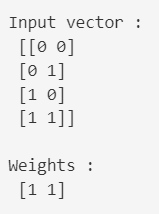 Input vector :
[[0 0]
[0 1]
[1 0]
[1 1]]
Weights :
[1 1]